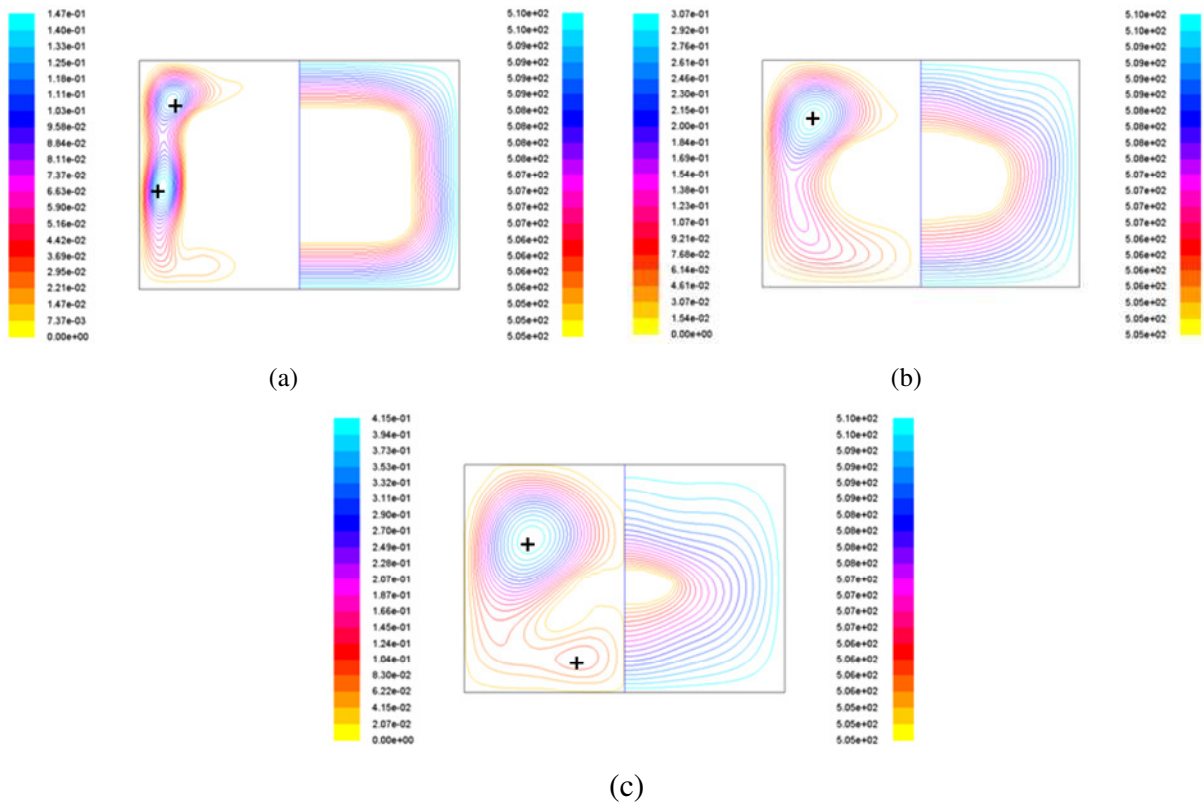 1.47e-01
1.40e-01
1.33e-01
1.25e-01
1.18e-01
1.11e-01
1.03e-01
9.58e-02
8.84e-02
8.11e-02
7.37e-02
6.63e-02
5.90e-02
5.16e-02
4.42e-02
3.69e-02
2.95e-02
2.21e-02
1.47e-02
7.37e-03
0.00e+00
5.10e+02
5.10e+02
5.09e+02
5.09e+02
5.09e+02
5.09e+02
5.08e+02
5.08e+02
5.08e+02
5.08e+02
5.07e+02
5.07e+02
5.07e+02
5.07e+02
5.06e+02
5.06e+02
5.06e+02
5.06e+02
5.05e+02
5.05e+02
5.05e+02
(a)
3.07e-01
2.92e-01
2.76e-01
2.61e-01
2.46e-01
2.30e-01
2.15e-01
2.00e-01
1.84e-01
1.69e-01
1.54e-01
1.38e-01
1.23e-01
1.07e-01
9.21e-02
7.68e-02
6.14e-02
4.61e-02
3.07e-02
1.54e-02
0.00e+00
5.10e+02
5.10e+02
5.09e+02
5.09e+02
5.09e+02
5.09e+02
5.08e+02
5.08e+02
5.08e+02
5.08e+02
5.07e+02
5.07e+02
5.07e+02
5.07e+02
5.06e+02
5.06e+02
5.06e+02
5.06e+02
5.05e+02
5.05e+02
5.05e+02
(b)
4.15e-01
3.94e-01
3.73e-01
3.53e-01
3.32e-01
3.11e-01
2.90e-01
2.70e-01
2.49e-01
2.28e-01
2.07e-01
1.87e-01
1.66e-01
1.45e-01
1.24e-01
1.04e-01
8.30e-02
6.22e-02
4.15e-02
2.07e-02
0.00e+00
5.10e+02
5.10e+02
5.09e+02
5.09e+02
5.09e+02
5.09e+02
5.08e+02
5.08e+02
5.08e+02
5.08e+02
5.07e+02
5.07e+02
5.07e+02
5.07e+02
5.06e+02
5.06e+02
5.06e+02
5.06e+02
5.05e+02
5.05e+02
5.05e+02
(c)